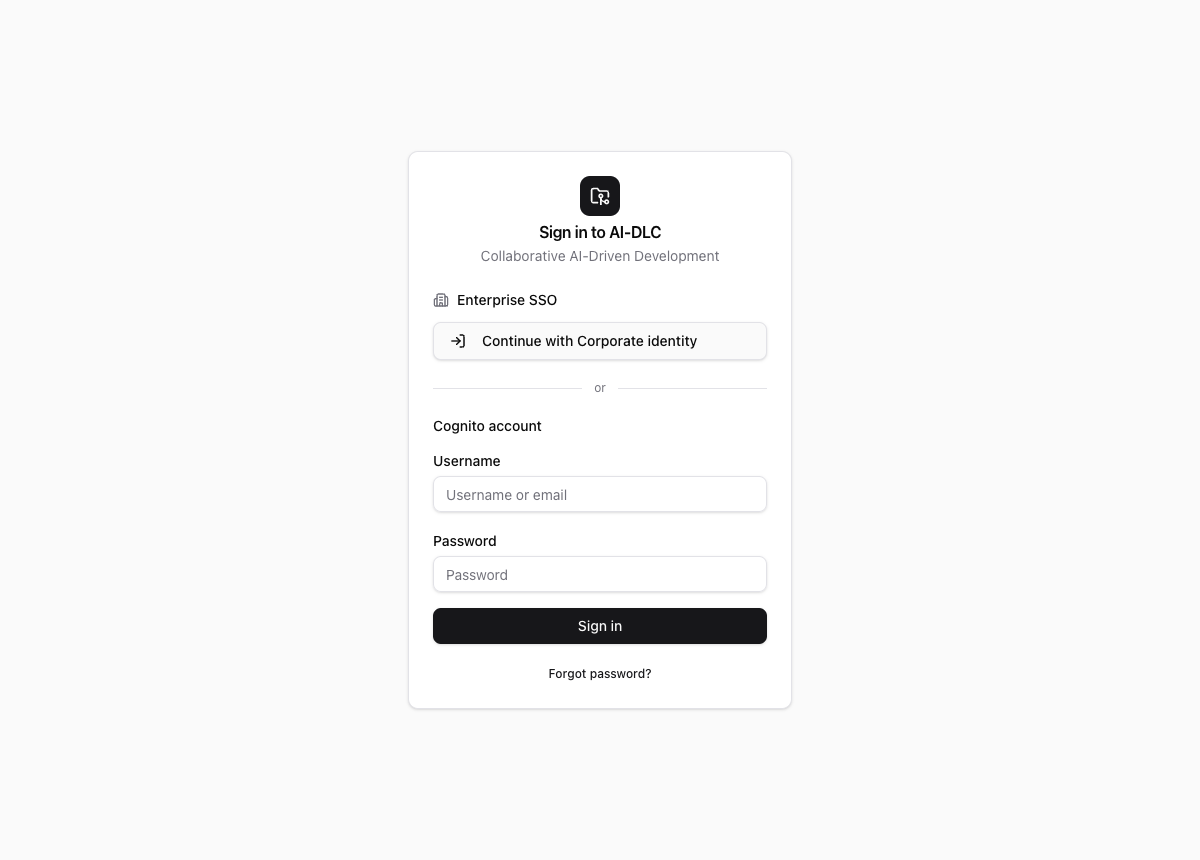 Sign in to AI-DLC
Collaborative AI-Driven Development
Enterprise SSO
Continue with Corporate identity
or
Cognito account
Username
Username or email
Password
Password
Sign in
Forgot password?